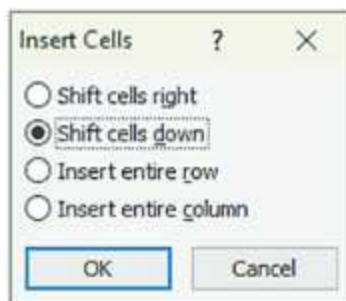 Insert Cells ? ×
Shift cells right
Shift cells down
Insert entire row
Insert entire column
OK Cancel